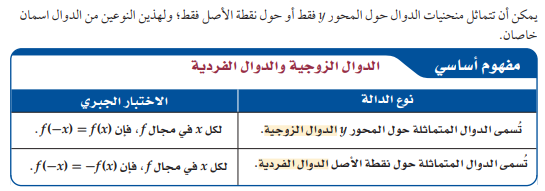 يمكن أن تتماثل منحنيات الدوال حول المحور y فقط أو حول نقطة الأصل فقط؛ ولهذين النوعين من الدوال اسمان
خاصان.
مفهوم أساسي الدوال الزوجية والدوال الفردية
نوع الدالة الاختبار الجبري
تُسمى الدوال المتماثلة حول المحور y الدوال الزوجية. لكل x في مجال f، فإن f(−x) = f(x).
تُسمى الدوال المتماثلة حول نقطة الأصل الدوال الفردية. لكل x في مجال f، فإن f(−x) = −f(x).